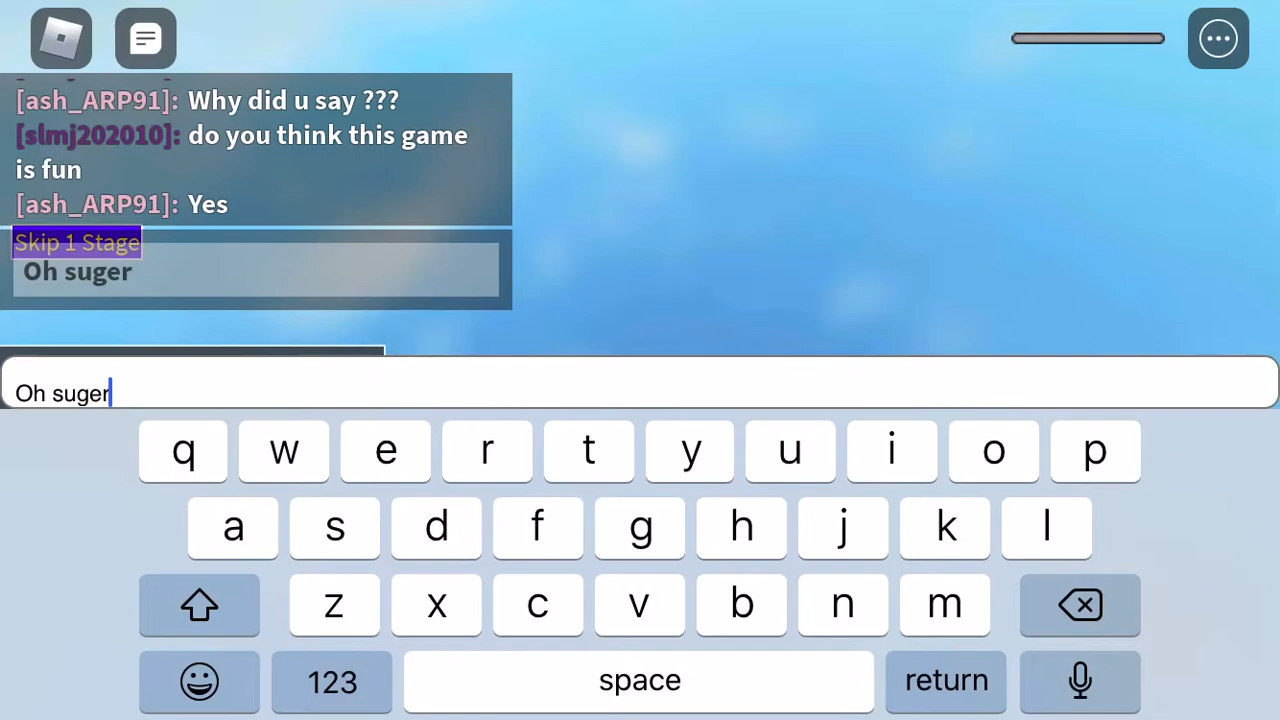 [ash_ARP91]: Why did u say ???
[slmj202010]: do you think this game
is fun
[ash_ARP91]: Yes
Skip 1 Stage
Oh suger
Oh suger
q w e r t y u i o p
a s d f g h j k l
z x c v b n m
123 space return